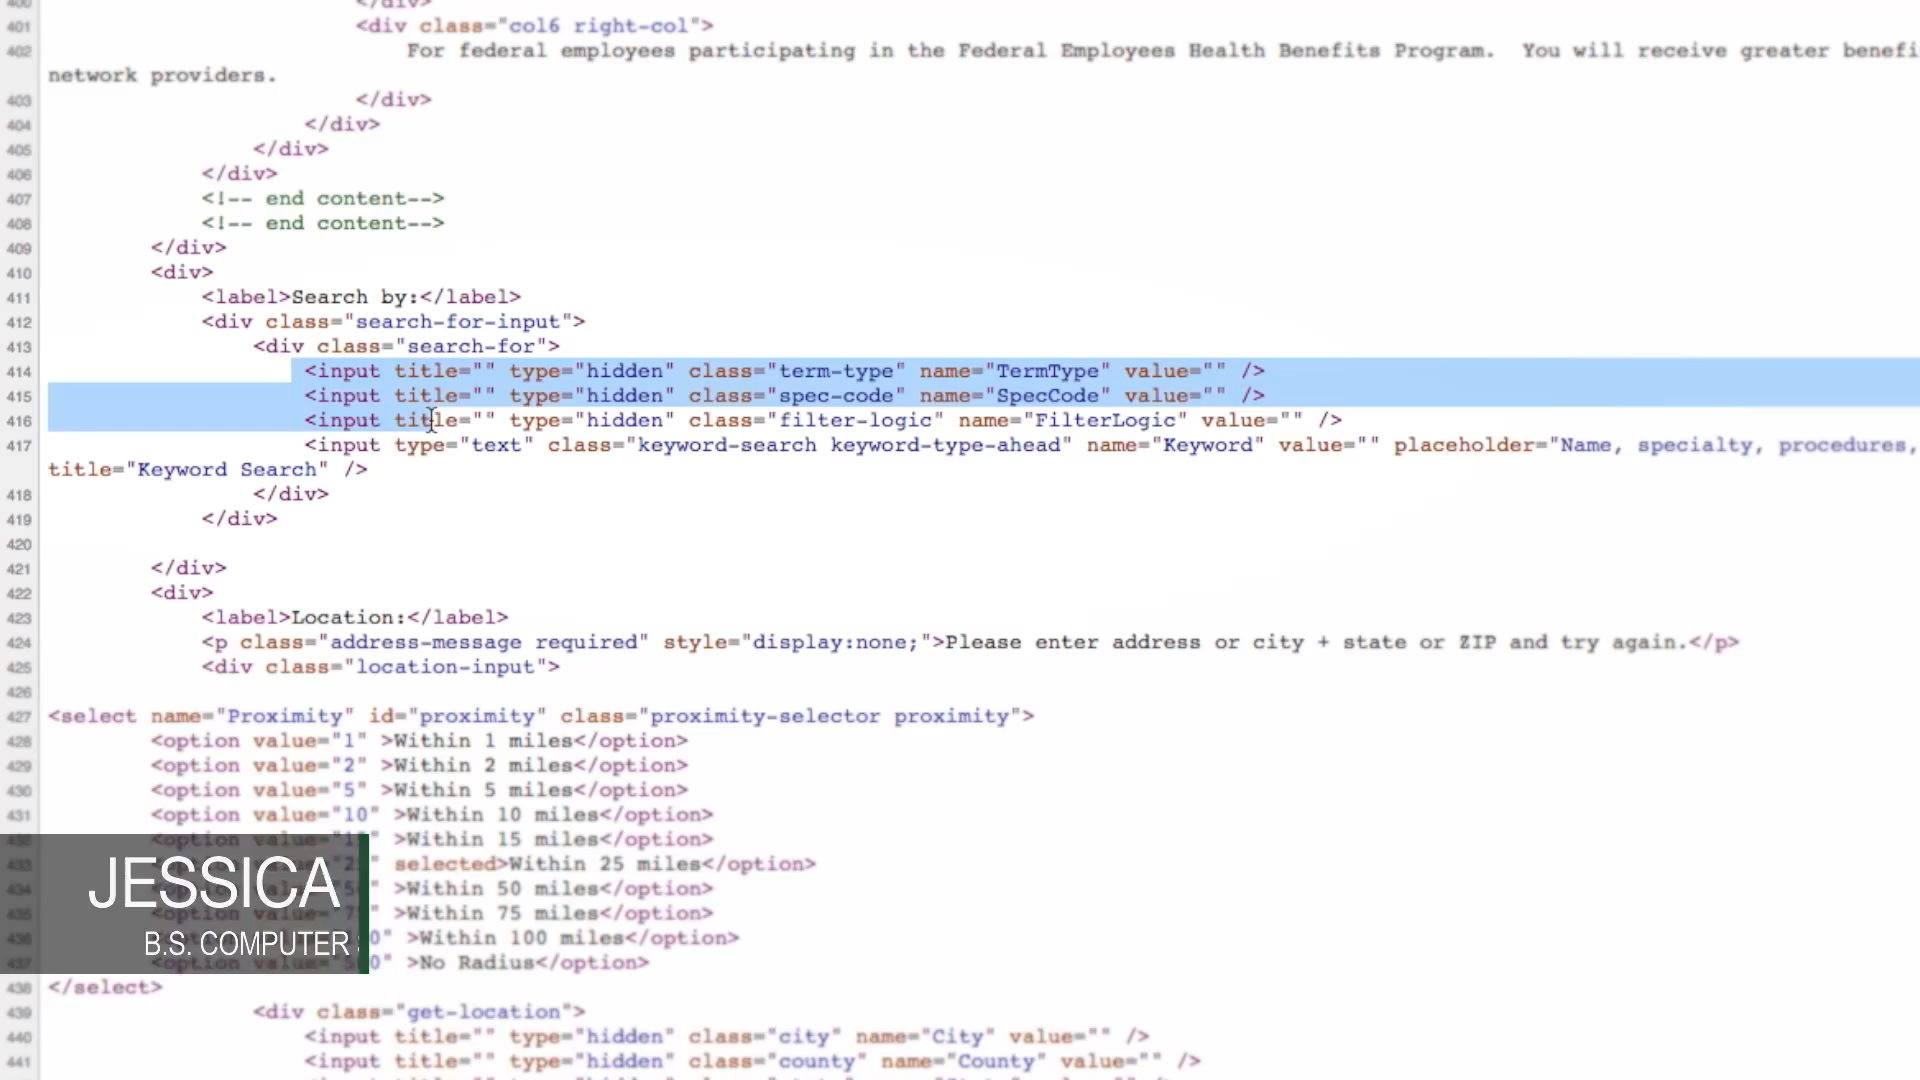 400 </div>
401 <div class="col6 right-col">
402 For federal employees participating in the Federal Employees Health Benefits Program. You will receive greater
network providers.
403 </div>
404 </div>
405 </div>
406 </div>
407 <!-- end content-->
408 <!-- end content-->
409 </div>
410 <div>
411 <label>Search by:</label>
412 <div class="search-for-input">
413 <div class="search-for">
414 <input title="" type="hidden" class="term-type" name="TermType" value="" />
415 <input title="" type="hidden" class="spec-code" name="SpecCode" value="" />
416 <input title="" type="hidden" class="filter-logic" name="FilterLogic" value="" />
417 <input type="text" class="keyword-search keyword-type-ahead" name="Keyword" value="" placeholder="Name, specialty, procedures,
title="Keyword Search" />
418 </div>
419 </div>
420
421 </div>
422 <div>
423 <label>Location:</label>
424 <p class="address-message required" style="display:none;">Please enter address or city + state or ZIP and try again.</p>
425 <div class="location-input">
426
427 <select name="Proximity" id="proximity" class="proximity-selector proximity">
428 <option value="1" >Within 1 miles</option>
429 <option value="2" >Within 2 miles</option>
430 <option value="5" >Within 5 miles</option>
431 <option value="10" >Within 10 miles</option>
432 <option value="15" >Within 15 miles</option>
433 selected>Within 25 miles</option>
434 >Within 50 miles</option>
435 >Within 75 miles</option>
436 >Within 100 miles</option>
437 <option >No Radius</option>
438 </select>
439 <div class="get-location">
440 <input title="" type="hidden" class="city" name="City" value="" />
441 <input title="" type="hidden" class="county" name="County" value="" />
JESSICA
B.S. COMPUTER